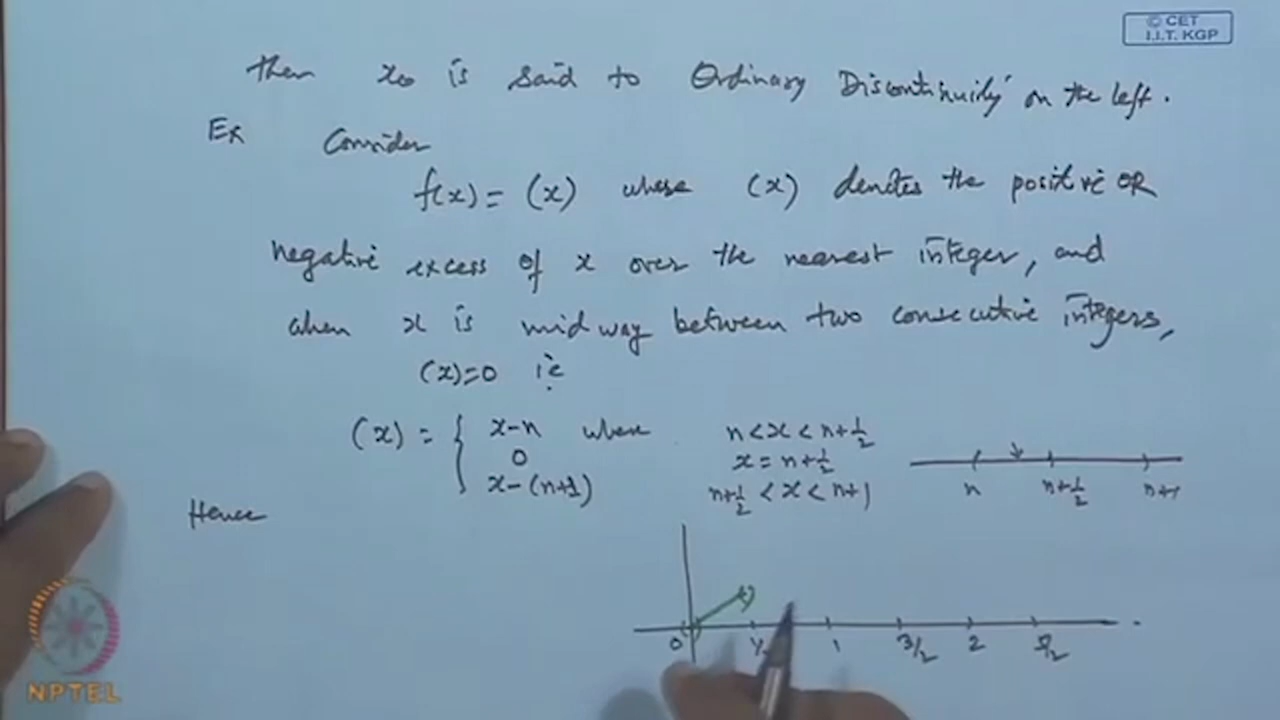 © CET
I.I.T. KGP
then x₀ is said to Ordinary Discontinuity on the left.
Ex Consider
f(x) = (x) where (x) denotes the positive OR
negative excess of x over the nearest integer, and
when x is midway between two consecutive integers,
(x)=0 ie
(x) = { x-n where n<x<n+1/2
0 x=n+1/2
x-(n+1) n+1/2 <x<n+1
n n+1/2 n+1
Hence
0 1/2 1 3/2 2 5/2
NPTEL